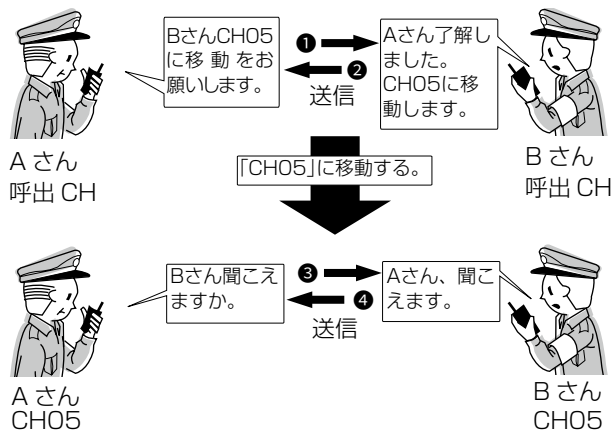 BさんCH05
に移動をお
願いします。
❶
❷
送信
Aさん了解し
ました。
CH05に移
動します。
Aさん
呼出CH
Bさん
呼出CH
「CH05」に移動する。
Bさん聞こえ
ますか。
❸
❹
送信
Aさん、聞こ
えます。
Aさん
CH05
Bさん
CH05